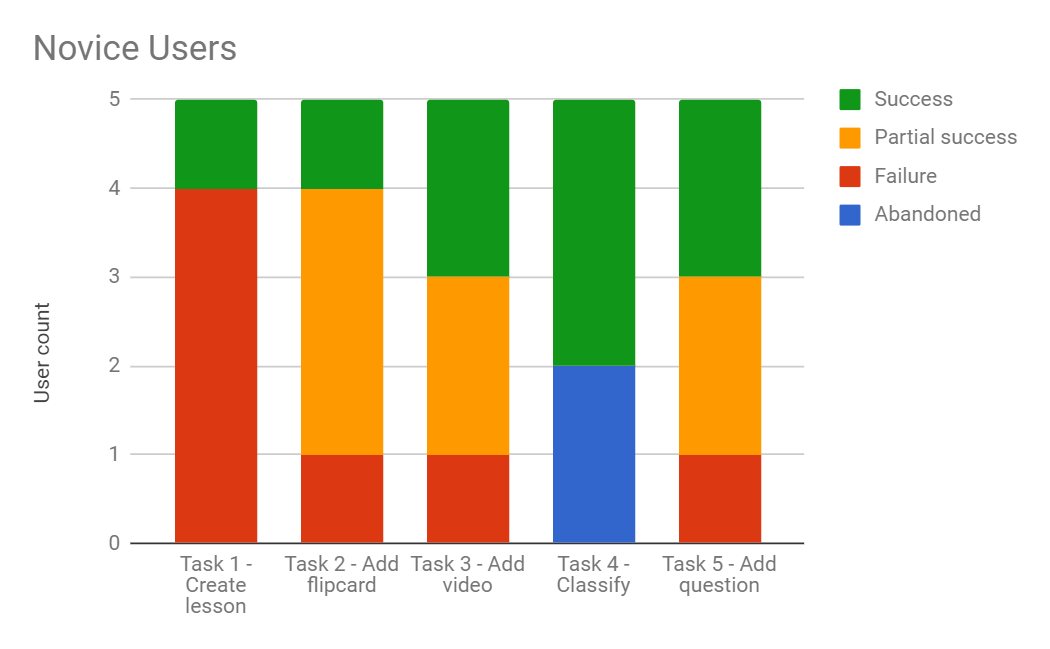 Novice Users
5
4
3
2
1
0
User count
Success
Partial success
Failure
Abandoned
Task 1 -
Create
lesson
Task 2 - Add
flipcard
Task 3 - Add
video
Task 4 -
Classify
Task 5 - Add
question